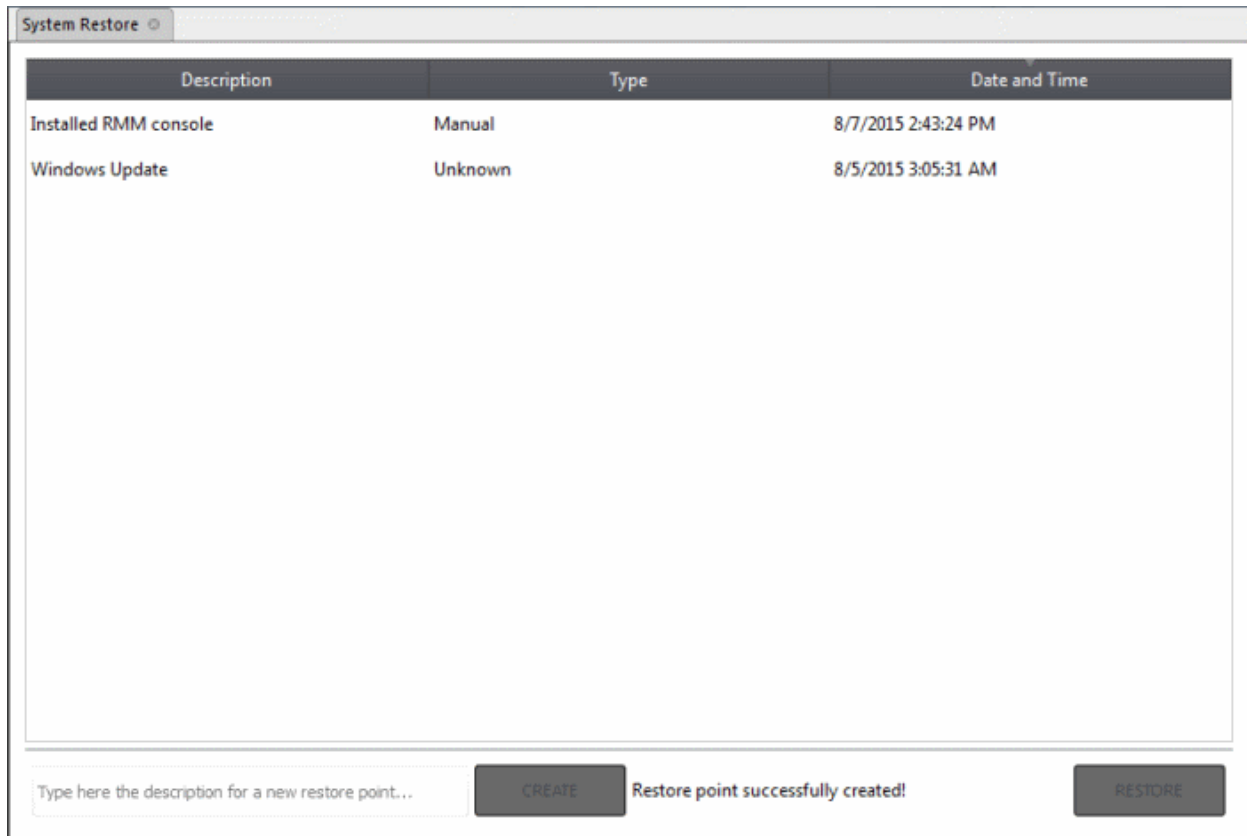 System Restore
Description Type Date and Time
Installed RMM console Manual 8/7/2015 2:43:24 PM
Windows Update Unknown 8/5/2015 3:05:31 AM
Type here the description for a new restore point... CREATE Restore point successfully created! RESTORE